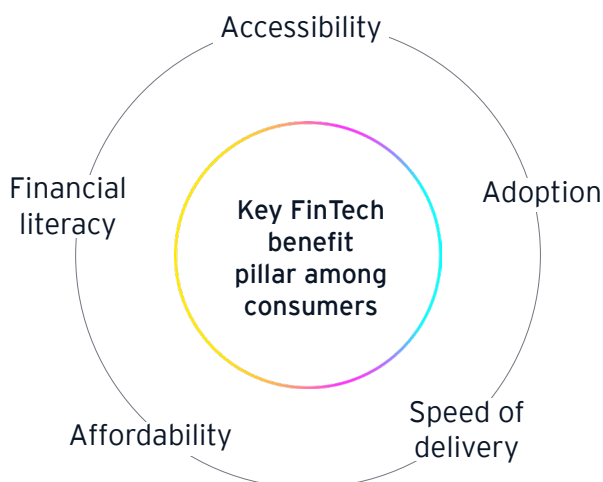 Accessibility
Financial
literacy
Adoption
Key FinTech
benefit
pillar among
consumers
Affordability
Speed of
delivery